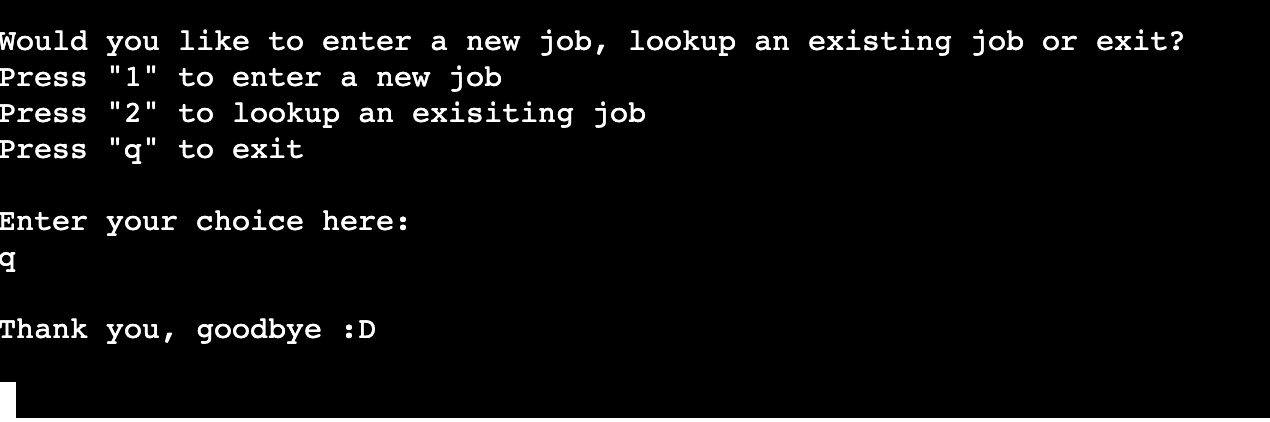 Would you like to enter a new job, lookup an existing job or exit?
Press "1" to enter a new job
Press "2" to lookup an exisiting job
Press "q" to exit
Enter your choice here:
q
Thank you, goodbye :D